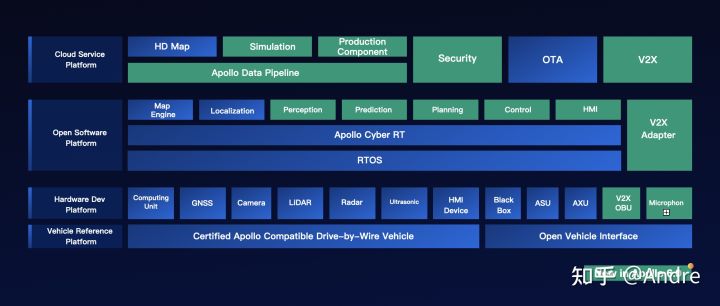 Cloud Service
Platform
HD Map
Simulation
Production
Component
Apollo Data Pipeline
Security
OTA
V2X
Open Software
Platform
Map
Engine
Localization
Perception
Prediction
Planning
Control
HMI
Apollo Cyber RT
RTOS
V2X
Adapter
Hardware Dev
Platform
Computing
Unit
GNSS
Camera
LiDAR
Radar
Ultrasonic
HMI
Device
Black
Box
ASU
AXU
V2X
OBU
Microphon
Vehicle Reference
Platform
Certified Apollo Compatible Drive-by-Wire Vehicle
Open Vehicle Interface
知乎 @Andre